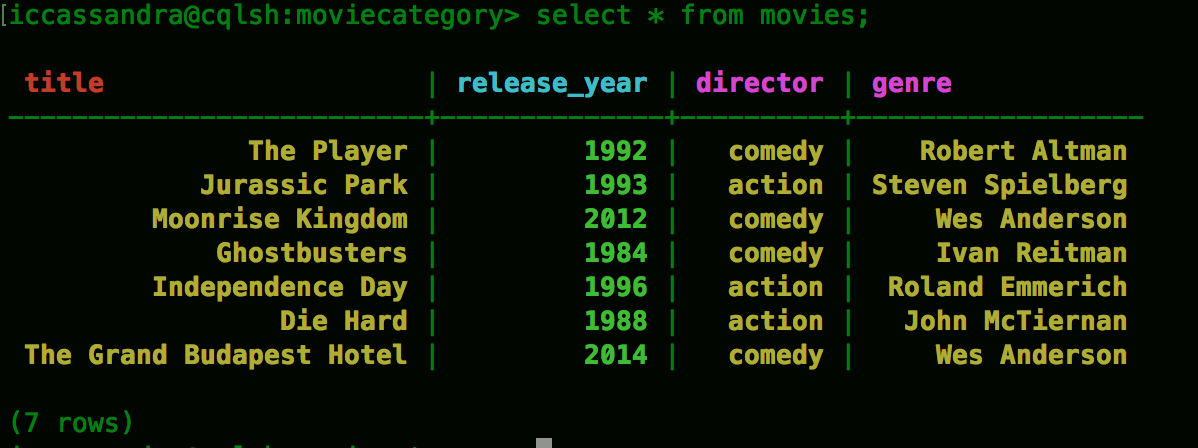 [iccassandra@cqlsh:moviecategory> select * from movies;
title | release_year | director | genre
--------------------------+--------------+----------+------------------
The Player | 1992 | comedy | Robert Altman
Jurassic Park | 1993 | action | Steven Spielberg
Moonrise Kingdom | 2012 | comedy | Wes Anderson
Ghostbusters | 1984 | comedy | Ivan Reitman
Independence Day | 1996 | action | Roland Emmerich
Die Hard | 1988 | action | John McTiernan
The Grand Budapest Hotel | 2014 | comedy | Wes Anderson
(7 rows)